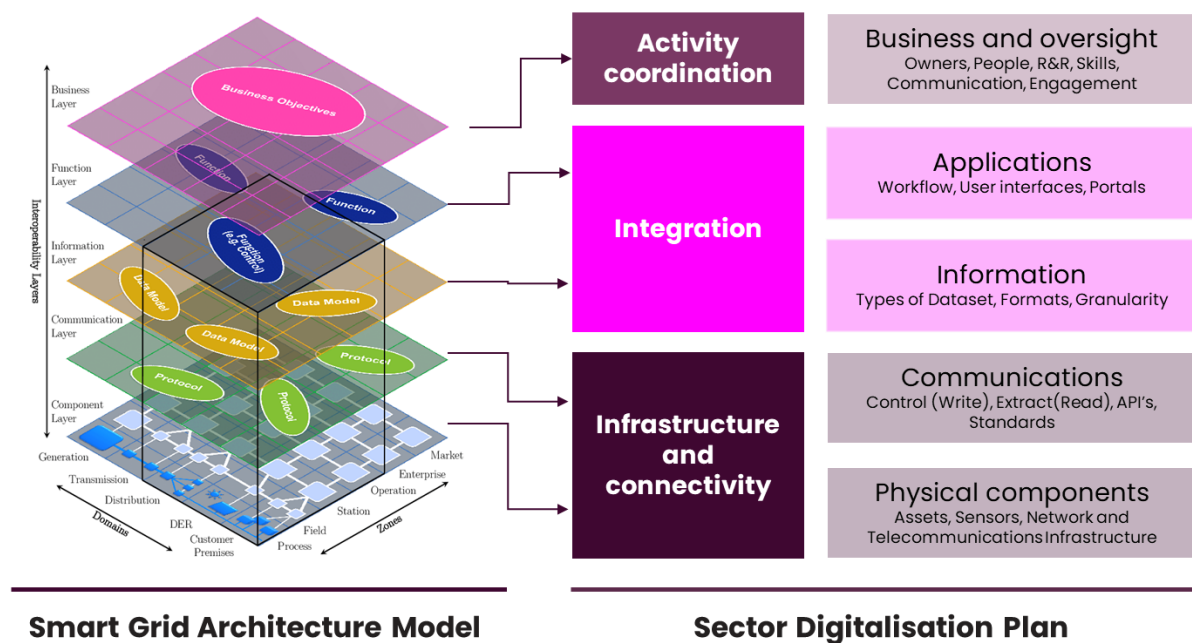 Business
Layer
Function
Layer
Information
Layer
Communication
Layer
Component
Layer
Interoperability Layers
Business Objectives
Function
Function
Function
(e.g. Control)
Data Model
Data Model
Data Model
Protocol
Protocol
Protocol
Generation
Transmission
Distribution
DER
Customer
Premises
Domains
Market
Enterprise
Operation
Station
Field
Process
Zones
Smart Grid Architecture Model
Activity
coordination
Business and oversight
Owners, People, R&R, Skills,
Communication, Engagement
Integration
Applications
Workflow, User interfaces, Portals
Information
Types of Dataset, Formats, Granularity
Infrastructure
and
connectivity
Communications
Control (Write), Extract(Read), API's,
Standards
Physical components
Assets, Sensors, Network and
Telecommunications Infrastructure
Sector Digitalisation Plan